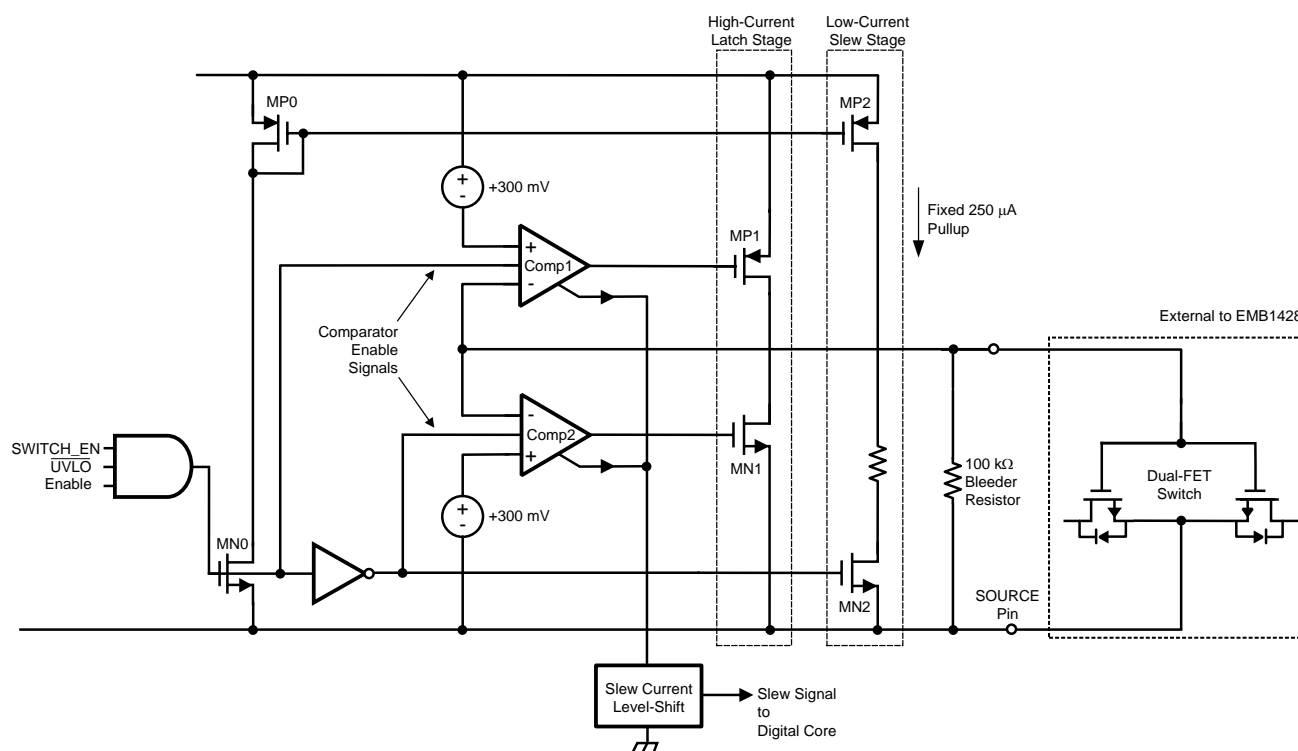 High-Current
Latch Stage
Low-Current
Slew Stage
MP0
MP2
+
-
+300 mV
Fixed 250 μA
Pullup
MP1
+
Comp1
-
External to EMB1428
Comparator
Enable
Signals
-
Comp2
+
SWITCH_EN
UVLO
Enable
100 kΩ
Bleeder
Resistor
Dual-FET
Switch
MN1
+
-
+300 mV
MN0
MN2
SOURCE
Pin
Slew Current
Level-Shift
Slew Signal
to
Digital Core